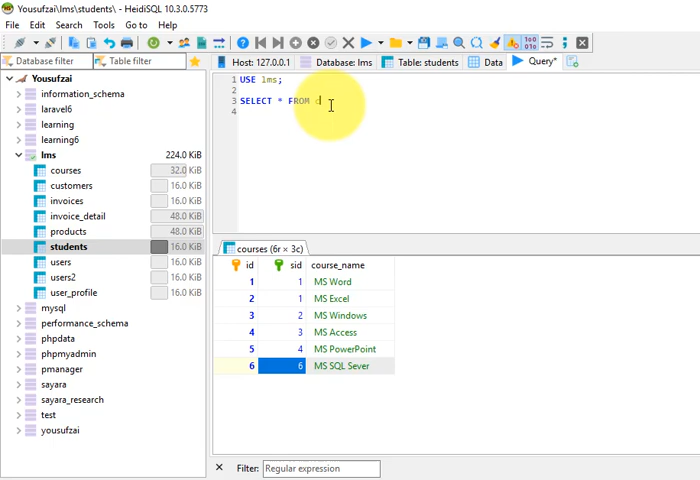 Yousufzai\lms\students\ - HeidiSQL 10.3.0.5773
File Edit Search Tools Go to Help
Database filter Table filter
Host: 127.0.0.1 Database: lms Table: students Data Query*
Yousufzai
information_schema
laravel6
learning
learning6
lms 224.0 KiB
courses 32.0 KiB
customers 16.0 KiB
invoices 16.0 KiB
invoice_detail 48.0 KiB
products 48.0 KiB
students 16.0 KiB
users 16.0 KiB
users2 16.0 KiB
user_profile 16.0 KiB
mysql
performance_schema
phpdata
phpmyadmin
pmanager
sayara
sayara_research
test
yousufzai
1 USE lms;
2
3 SELECT * FROM c
4
courses (6r × 3c)
id sid course_name
1 1 MS Word
2 1 MS Excel
3 2 MS Windows
4 3 MS Access
5 4 MS PowerPoint
6 6 MS SQL Sever
Filter: Regular expression